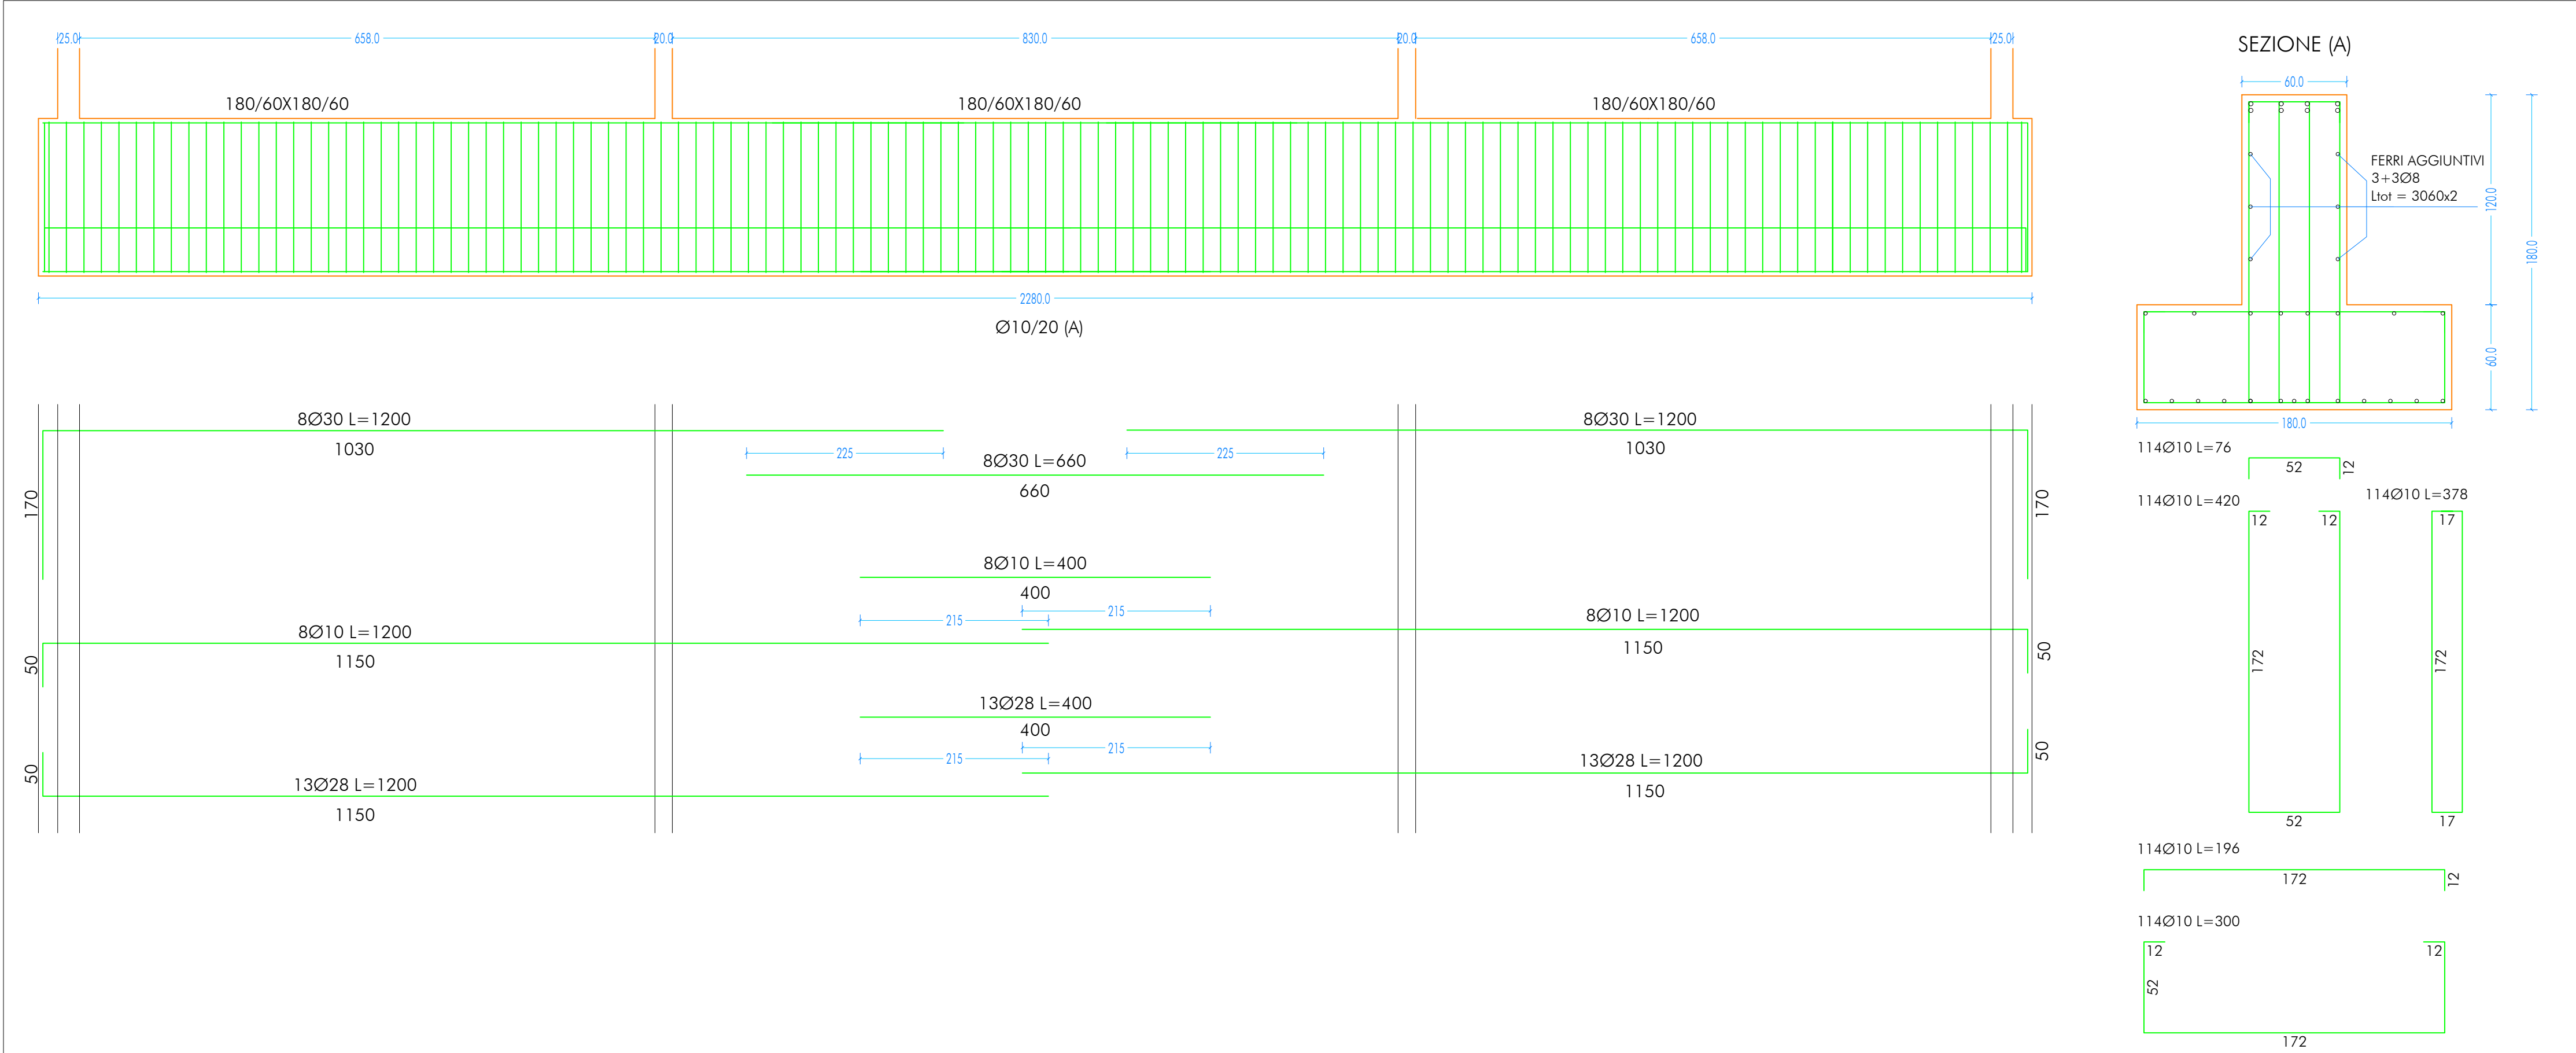 25.0
658.0
20.0
830.0
20.0
658.0
25.0
180/60X180/60
180/60X180/60
180/60X180/60
2280.0
Ø10/20 (A)
8Ø30 L=1200
1030
170
225
8Ø30 L=660
660
225
8Ø30 L=1200
1030
170
8Ø10 L=400
400
215
215
8Ø10 L=1200
1150
50
8Ø10 L=1200
1150
50
13Ø28 L=400
400
215
215
13Ø28 L=1200
1150
50
13Ø28 L=1200
1150
50
SEZIONE (A)
60.0
FERRI AGGIUNTIVI
3+3Ø8
Ltot = 3060x2
120.0
180.0
60.0
180.0
114Ø10 L=76
52
12
114Ø10 L=420
12
12
172
52
114Ø10 L=378
17
172
17
114Ø10 L=196
172
12
114Ø10 L=300
12
12
52
172